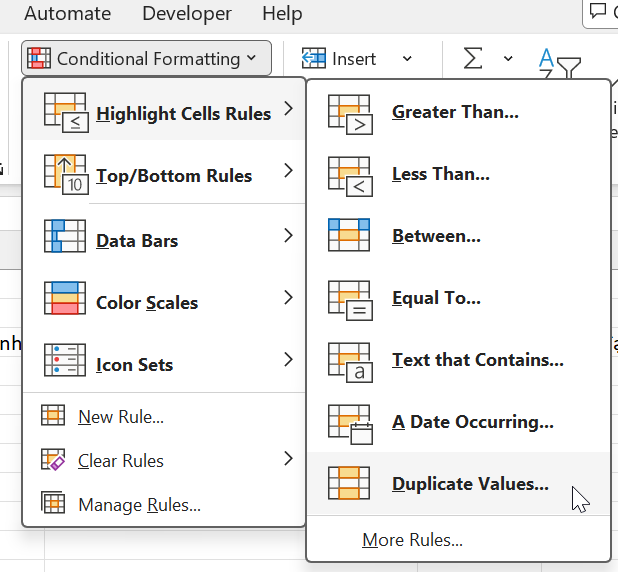 Automate Developer Help
Conditional Formatting Insert
Highlight Cells Rules
Top/Bottom Rules
10
Data Bars
Color Scales
Icon Sets
New Rule...
Clear Rules
Manage Rules...
Greater Than...
Less Than...
Between...
Equal To...
Text that Contains...
a
A Date Occurring...
Duplicate Values...
More Rules...